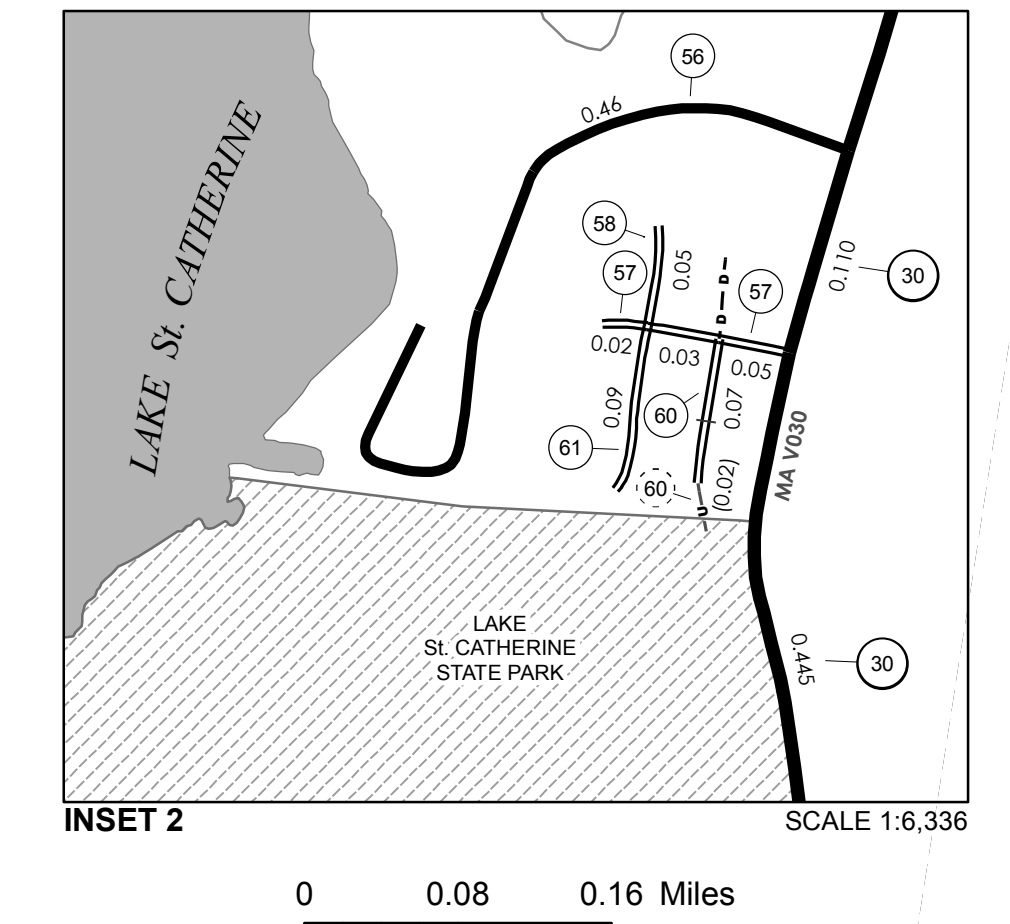 56
0.46
LAKE St. CATHERINE
58
0.05
57
D
D
57
0.110
30
0.02
0.03
0.05
0.09
60
0.07
61
60
(0.02)
U
MA V030
LAKE
St. CATHERINE
STATE PARK
0.445
30
INSET 2
SCALE 1:6,336
0 0.08 0.16 Miles